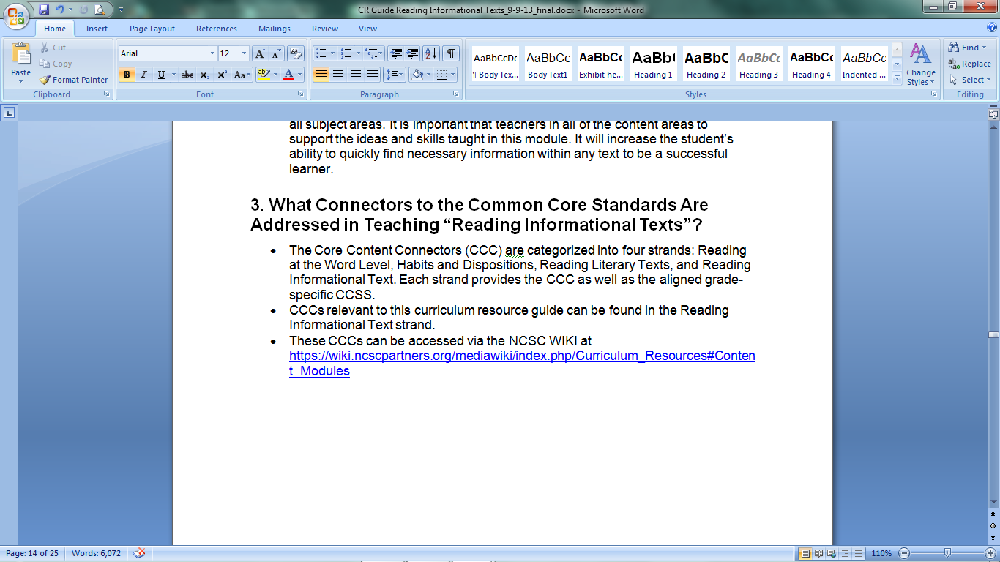 CR Guide Reading Informational Texts_9-9-13_final.docx - Microsoft Word
Home Insert Page Layout References Mailings Review View
Paste
Cut
Copy
Format Painter
Clipboard
Arial 12
Font
Paragraph
AaBbCcDc AaBbCc AaBbCc AaBb( AaBbC AaBbCc AaBbCc AaBbCc
¶ Body Tex... Body Text1 Exhibit he... Heading 1 Heading 2 Heading 3 Heading 4 Indented ...
Change Styles
Styles
Find
Replace
Select
Editing
all subject areas. It is important that teachers in all of the content areas to
support the ideas and skills taught in this module. It will increase the student’s
ability to quickly find necessary information within any text to be a successful
learner.
3. What Connectors to the Common Core Standards Are
Addressed in Teaching “Reading Informational Texts”?
• The Core Content Connectors (CCC) are categorized into four strands: Reading
at the Word Level, Habits and Dispositions, Reading Literary Texts, and Reading
Informational Text. Each strand provides the CCC as well as the aligned grade-
specific CCSS.
• CCCs relevant to this curriculum resource guide can be found in the Reading
Informational Text strand.
• These CCCs can be accessed via the NCSC WIKI at
https://wiki.ncscpartners.org/mediawiki/index.php/Curriculum_Resources#Conten
t_Modules
Page: 14 of 25 Words: 6,072 110%